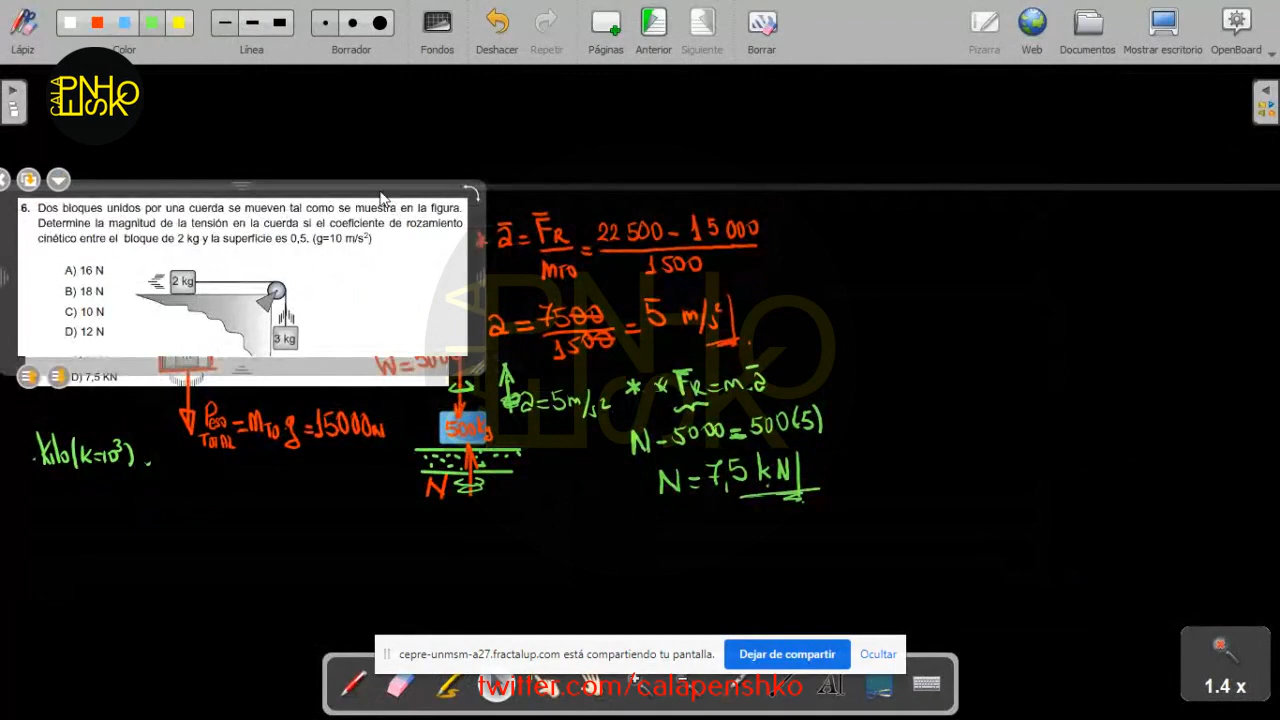 Lápiz
Color
Línea
Borrador
Fondos
Deshacer
Repetir
Páginas
Anterior
Siguiente
Borrar
Pizarra
Web
Documentos
Mostrar escritorio
OpenBoard
CALA
PENSHKO
6. Dos bloques unidos por una cuerda se mueven tal como se muestra en la figura.
Determine la magnitud de la tensión en la cuerda si el coeficiente de rozamiento
cinético entre el bloque de 2 kg y la superficie es 0,5. (g=10 m/s²)
A) 16 N
B) 18 N
C) 10 N
D) 12 N
2 kg
3 kg
D) 7,5 KN
* a̅ = F̅R / mTO = 22 500 - 15 000 / 1500
a = 7500 / 1500 = 5 m/s²
W = 500
Peso TOTAL = mTO g = 15000N
Kilo (k=10³)
500 kg
N
a = 5m/s²
* * F̅R = m.a̅
N - 5000 = 500(5)
N = 7,5 kN
cepre-unmsm-a27.fractalup.com está compartiendo tu pantalla.
Dejar de compartir
Ocultar
twitter.com/calapenshko
1.4 x